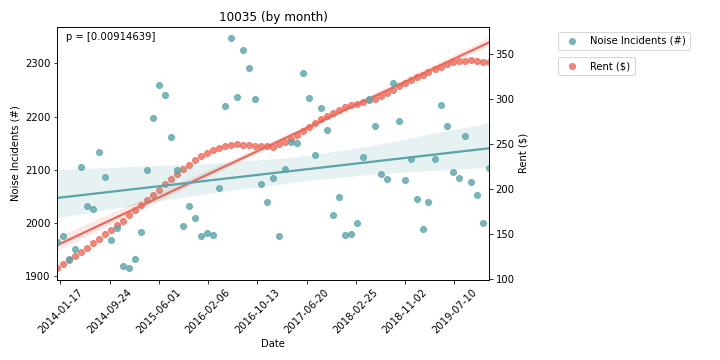 10035 (by month)
p = [0.00914639]
Noise Incidents (#)
Rent ($)
2300
2200
2100
2000
1900
Noise Incidents (#)
350
300
250
200
150
100
Rent ($)
2014-01-17
2014-09-24
2015-06-01
2016-02-06
2016-10-13
2017-06-20
2018-02-25
2018-11-02
2019-07-10
Date